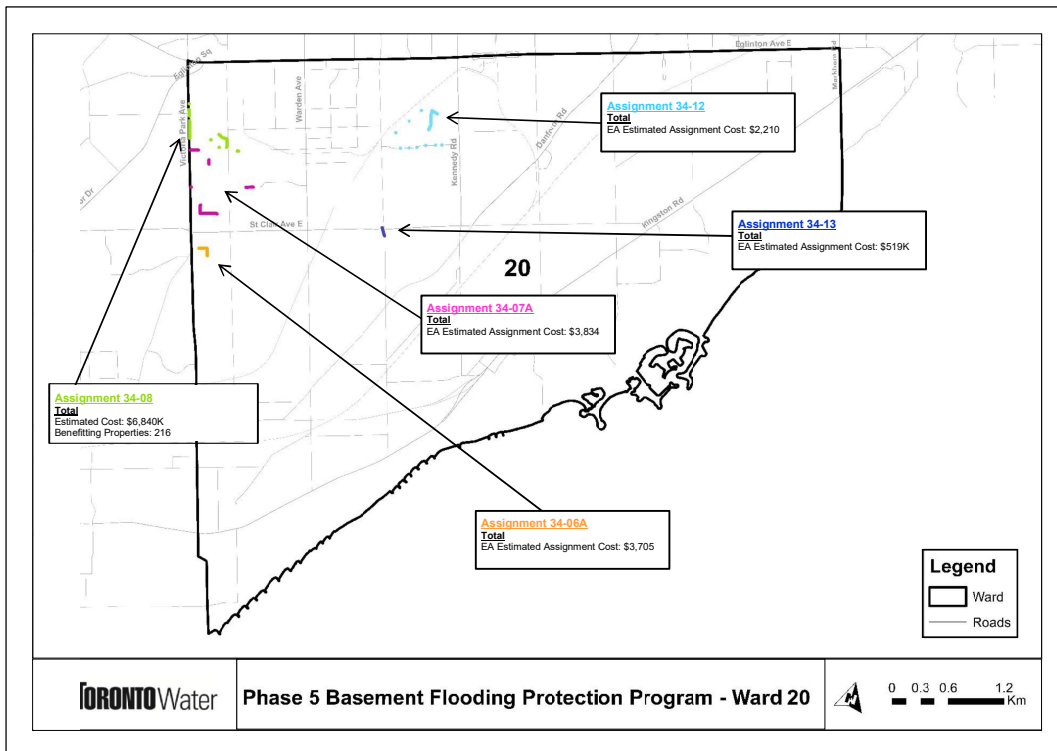 Eglinton Sq
Eglinton Ave E
Markham Rd
Victoria Park Ave
Warden Ave
Kennedy Rd
Danforth Rd
Kingston Rd
St Clair Ave E
or Dr
20
Assignment 34-12
Total
EA Estimated Assignment Cost: $2,210
Assignment 34-13
Total
EA Estimated Assignment Cost: $519K
Assignment 34-07A
Total
EA Estimated Assignment Cost: $3,834
Assignment 34-08
Total
Estimated Cost: $6,840K
Benefitting Properties: 216
Assignment 34-06A
Total
EA Estimated Assignment Cost: $3,705
Legend
Ward
Roads
TORONTO Water
Phase 5 Basement Flooding Protection Program - Ward 20
N
0 0.3 0.6 1.2
Km